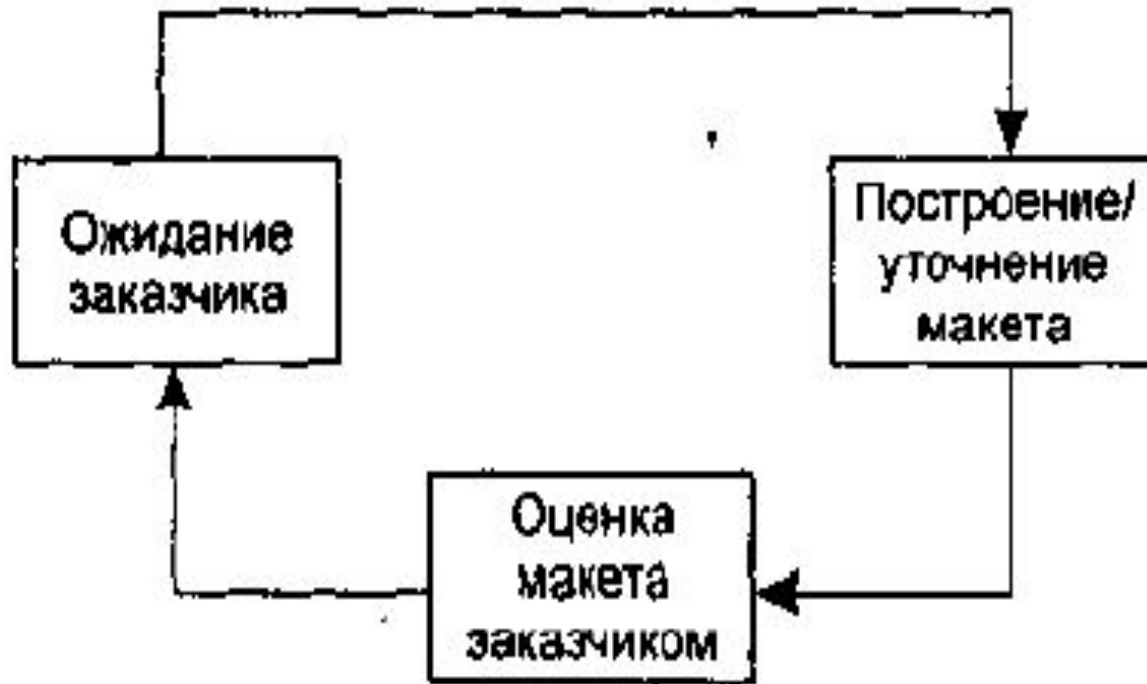 Ожидание
заказчика
Построение/
уточнение
макета
Оценка
макета
заказчиком